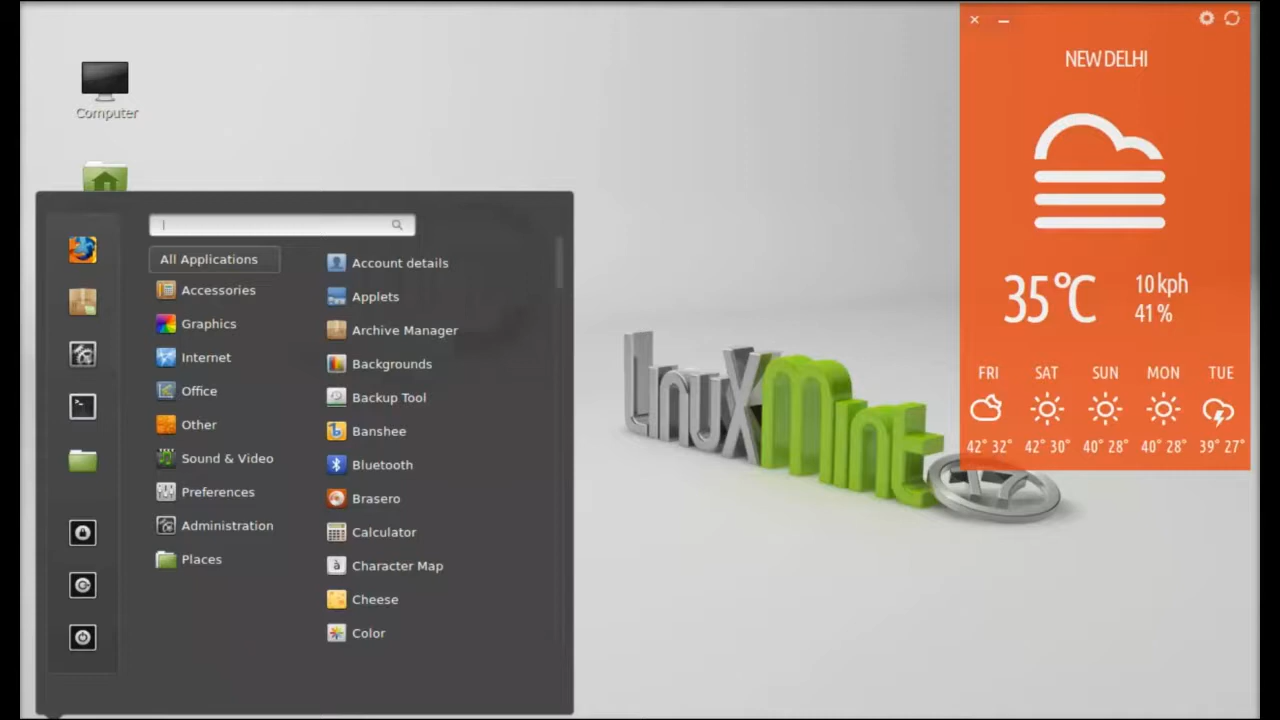 Computer
All Applications
Accessories
Graphics
Internet
Office
Other
Sound & Video
Preferences
Administration
Places
Account details
Applets
Archive Manager
Backgrounds
Backup Tool
Banshee
Bluetooth
Brasero
Calculator
Character Map
Cheese
Color
LinuxMint
NEW DELHI
35°C
10 kph
41 %
FRI SAT SUN MON TUE
42° 32° 42° 30° 40° 28° 40° 28° 39° 27°